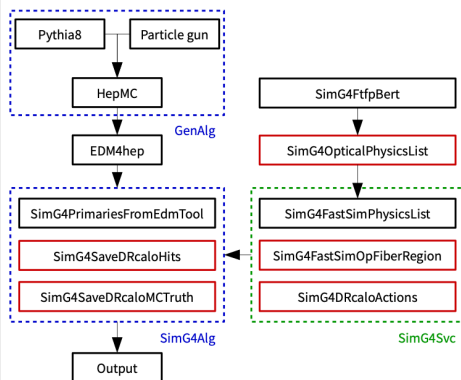 Pythia8
Particle gun
HepMC
GenAlg
EDM4hep
SimG4PrimariesFromEdmTool
SimG4SaveDRcaloHits
SimG4SaveDRcaloMCTruth
SimG4Alg
Output
SimG4FtfpBert
SimG4OpticalPhysicsList
SimG4FastSimPhysicsList
SimG4FastSimOpFiberRegion
SimG4DRcaloActions
SimG4Svc